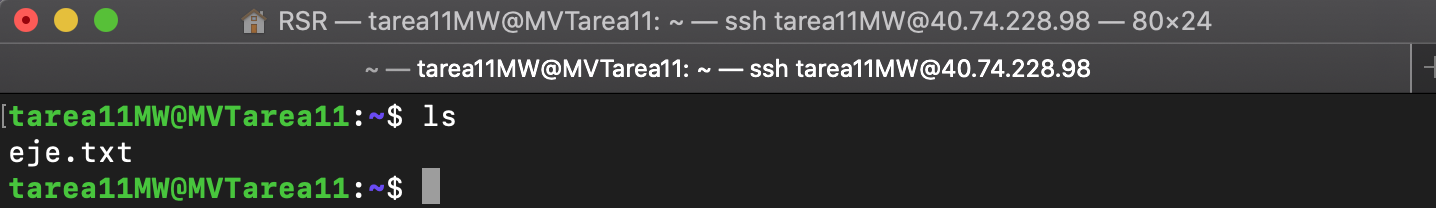 RSR — tarea11MW@MVTarea11: ~ — ssh tarea11MW@40.74.228.98 — 80×24
~ — tarea11MW@MVTarea11: ~ — ssh tarea11MW@40.74.228.98
[tarea11MW@MVTarea11:~$ ls
eje.txt
tarea11MW@MVTarea11:~$